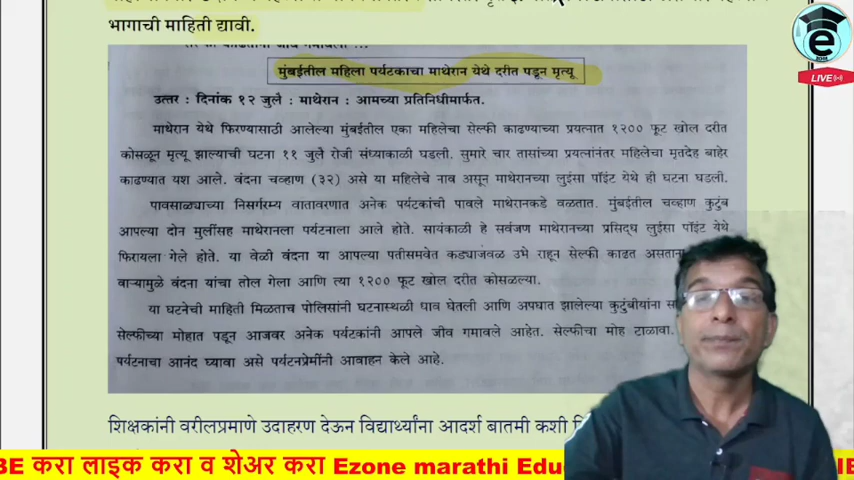 भागाची माहिती द्यावी.
मुंबईतील महिला पर्यटकाचा माथेरान येथे दरीत पडून मृत्यू
उत्तर : दिनांक १२ जुलै : माथेरान : आमच्या प्रतिनिधीमार्फत.
माथेरान येथे फिरण्यासाठी आलेल्या मुंबईतील एका महिलेचा सेल्फी काढण्याच्या प्रयत्नात १२०० फूट खोल दरीत
कोसळून मृत्यू झाल्याची घटना ११ जुलै रोजी संध्याकाळी घडली. सुमारे चार तासांच्या प्रयत्नांनंतर महिलेचा मृतदेह बाहेर
काढण्यात यश आले. वंदना चव्हाण (३२) असे या महिलेचे नाव असून माथेरानच्या लुईसा पॉइंट येथे ही घटना घडली.
पावसाळ्याच्या निसर्गरम्य वातावरणात अनेक पर्यटकांची पावले माथेरानकडे वळतात. मुंबईतील चव्हाण कुटुंब
आपल्या दोन मुलींसह माथेरानला पर्यटनाला आले होते. सायंकाळी हे सर्वजण माथेरानच्या प्रसिद्ध लुईसा पॉइंट येथे
फिरायला गेले होते. या वेळी वंदना या आपल्या पतीसमवेत कड्याजवळ उभे राहून सेल्फी काढत असताना
वाऱ्यामुळे वंदना यांचा तोल गेला आणि त्या १२०० फूट खोल दरीत कोसळल्या.
या घटनेची माहिती मिळताच पोलिसांनी घटनास्थळी धाव घेतली आणि अपघात झालेल्या कुटुंबीयांना
सेल्फीच्या मोहात पडून आजवर अनेक पर्यटकांनी आपले जीव गमावले आहेत. सेल्फीचा मोह टाळावा.
पर्यटनाचा आनंद घ्यावा असे पर्यटनप्रेमींनी आवाहन केले आहे.
शिक्षकांनी वरीलप्रमाणे उदाहरण देऊन विद्यार्थ्यांना आदर्श बातमी कशी
BE करा लाइक करा व शेअर करा Ezone marathi Edu
e
LIVE